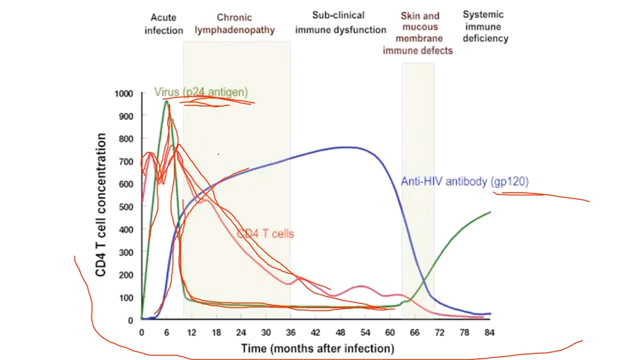 Acute
infection
Chronic
lymphadenopathy
Sub-clinical
immune dysfunction
Skin and
mucous
membrane
immune defects
Systemic
immune
deficiency
Virus (p24 antigen)
1000
900
800
700
600
500
400
300
200
100
0
CD4 T cell concentration
Anti-HIV antibody (gp120)
CD4 T cells
0 6 12 18 24 30 36 42 48 54 60 66 72 78 84
Time (months after infection)